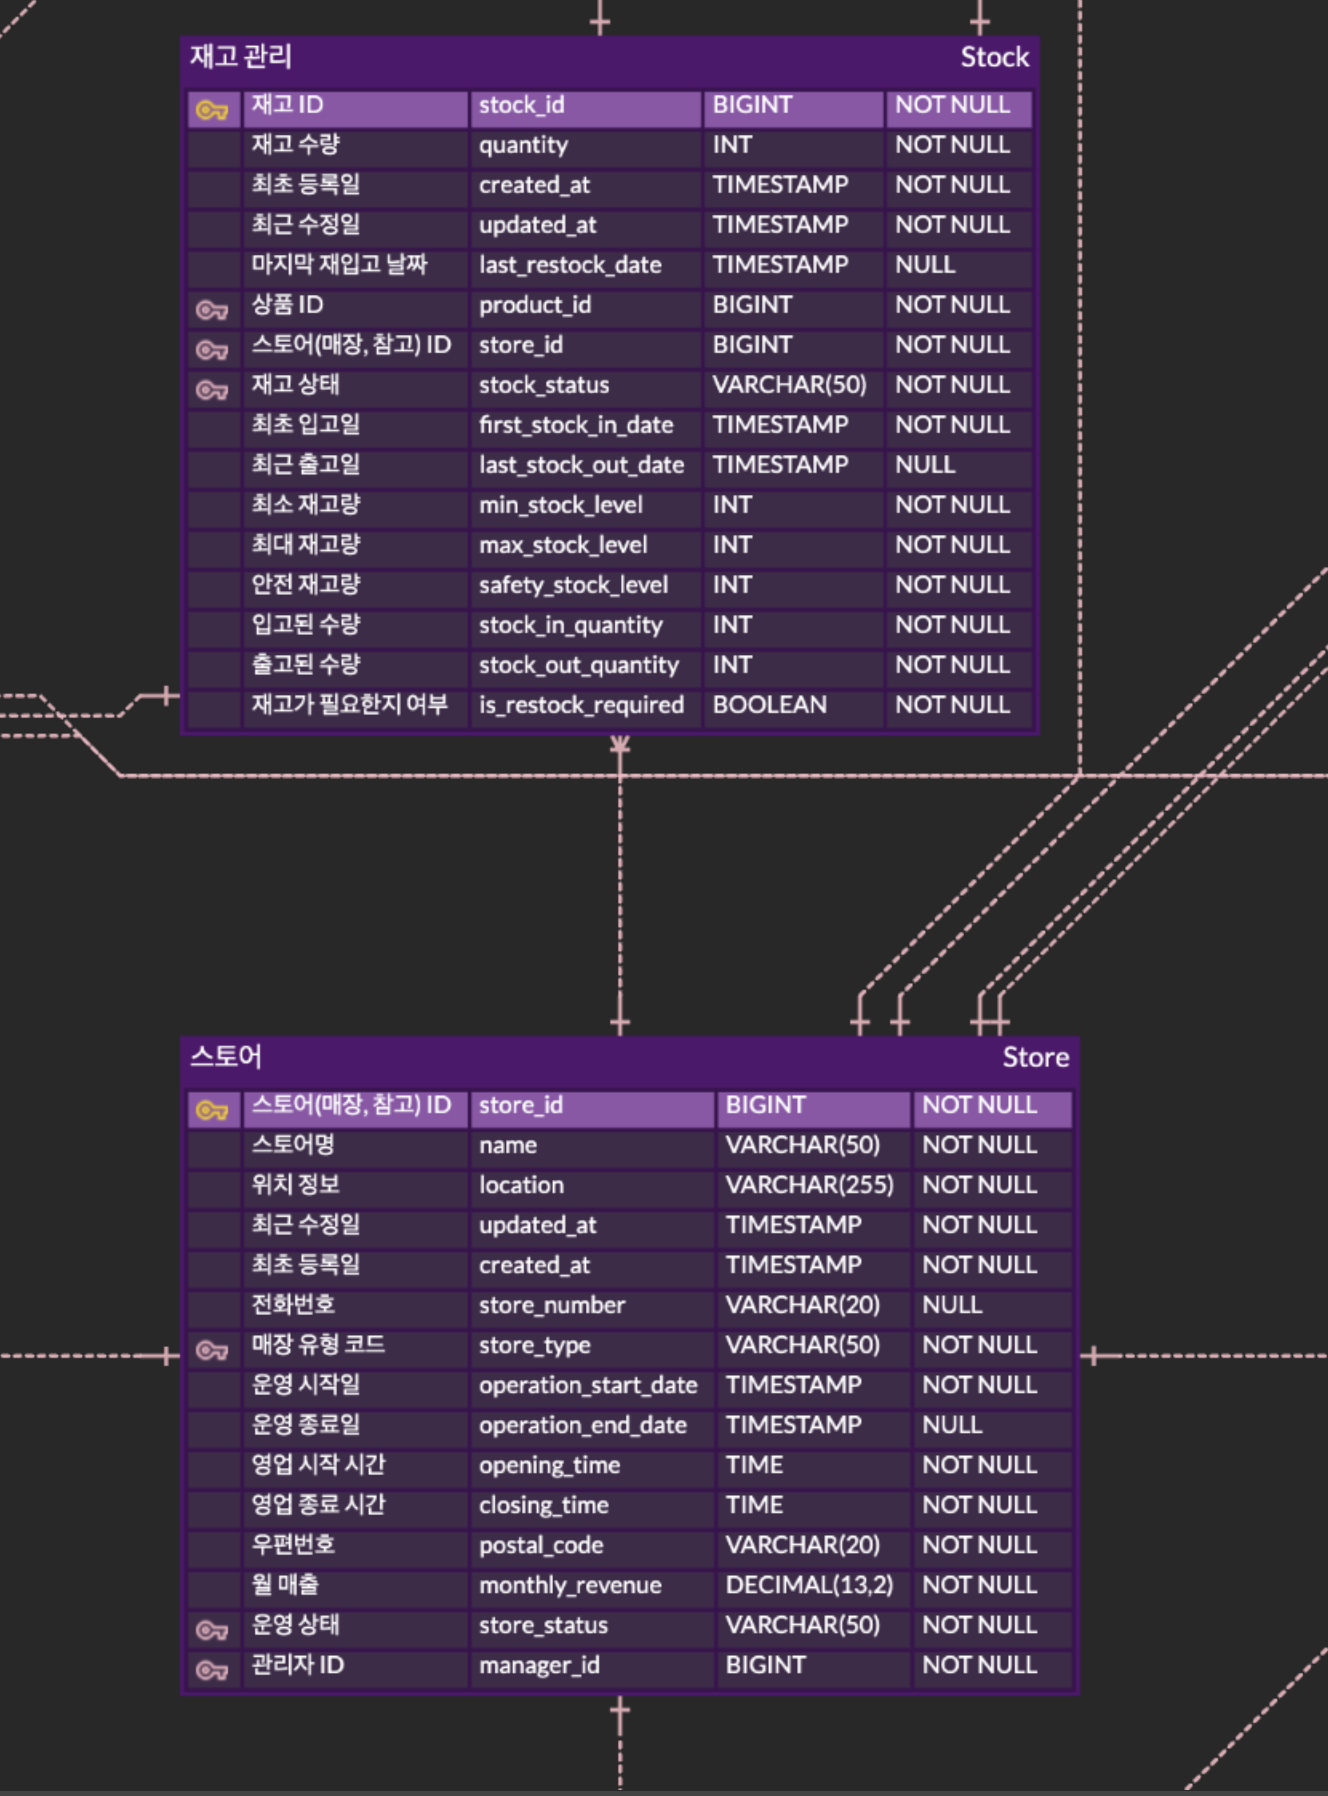 재고 관리 Stock
재고 ID stock_id BIGINT NOT NULL
재고 수량 quantity INT NOT NULL
최초 등록일 created_at TIMESTAMP NOT NULL
최근 수정일 updated_at TIMESTAMP NOT NULL
마지막 재입고 날짜 last_restock_date TIMESTAMP NULL
상품 ID product_id BIGINT NOT NULL
스토어(매장, 참고) ID store_id BIGINT NOT NULL
재고 상태 stock_status VARCHAR(50) NOT NULL
최초 입고일 first_stock_in_date TIMESTAMP NOT NULL
최근 출고일 last_stock_out_date TIMESTAMP NULL
최소 재고량 min_stock_level INT NOT NULL
최대 재고량 max_stock_level INT NOT NULL
안전 재고량 safety_stock_level INT NOT NULL
입고된 수량 stock_in_quantity INT NOT NULL
출고된 수량 stock_out_quantity INT NOT NULL
재고가 필요한지 여부 is_restock_required BOOLEAN NOT NULL
스토어 Store
스토어(매장, 참고) ID store_id BIGINT NOT NULL
스토어명 name VARCHAR(50) NOT NULL
위치 정보 location VARCHAR(255) NOT NULL
최근 수정일 updated_at TIMESTAMP NOT NULL
최초 등록일 created_at TIMESTAMP NOT NULL
전화번호 store_number VARCHAR(20) NULL
매장 유형 코드 store_type VARCHAR(50) NOT NULL
운영 시작일 operation_start_date TIMESTAMP NOT NULL
운영 종료일 operation_end_date TIMESTAMP NULL
영업 시작 시간 opening_time TIME NOT NULL
영업 종료 시간 closing_time TIME NOT NULL
우편번호 postal_code VARCHAR(20) NOT NULL
월 매출 monthly_revenue DECIMAL(13,2) NOT NULL
운영 상태 store_status VARCHAR(50) NOT NULL
관리자 ID manager_id BIGINT NOT NULL